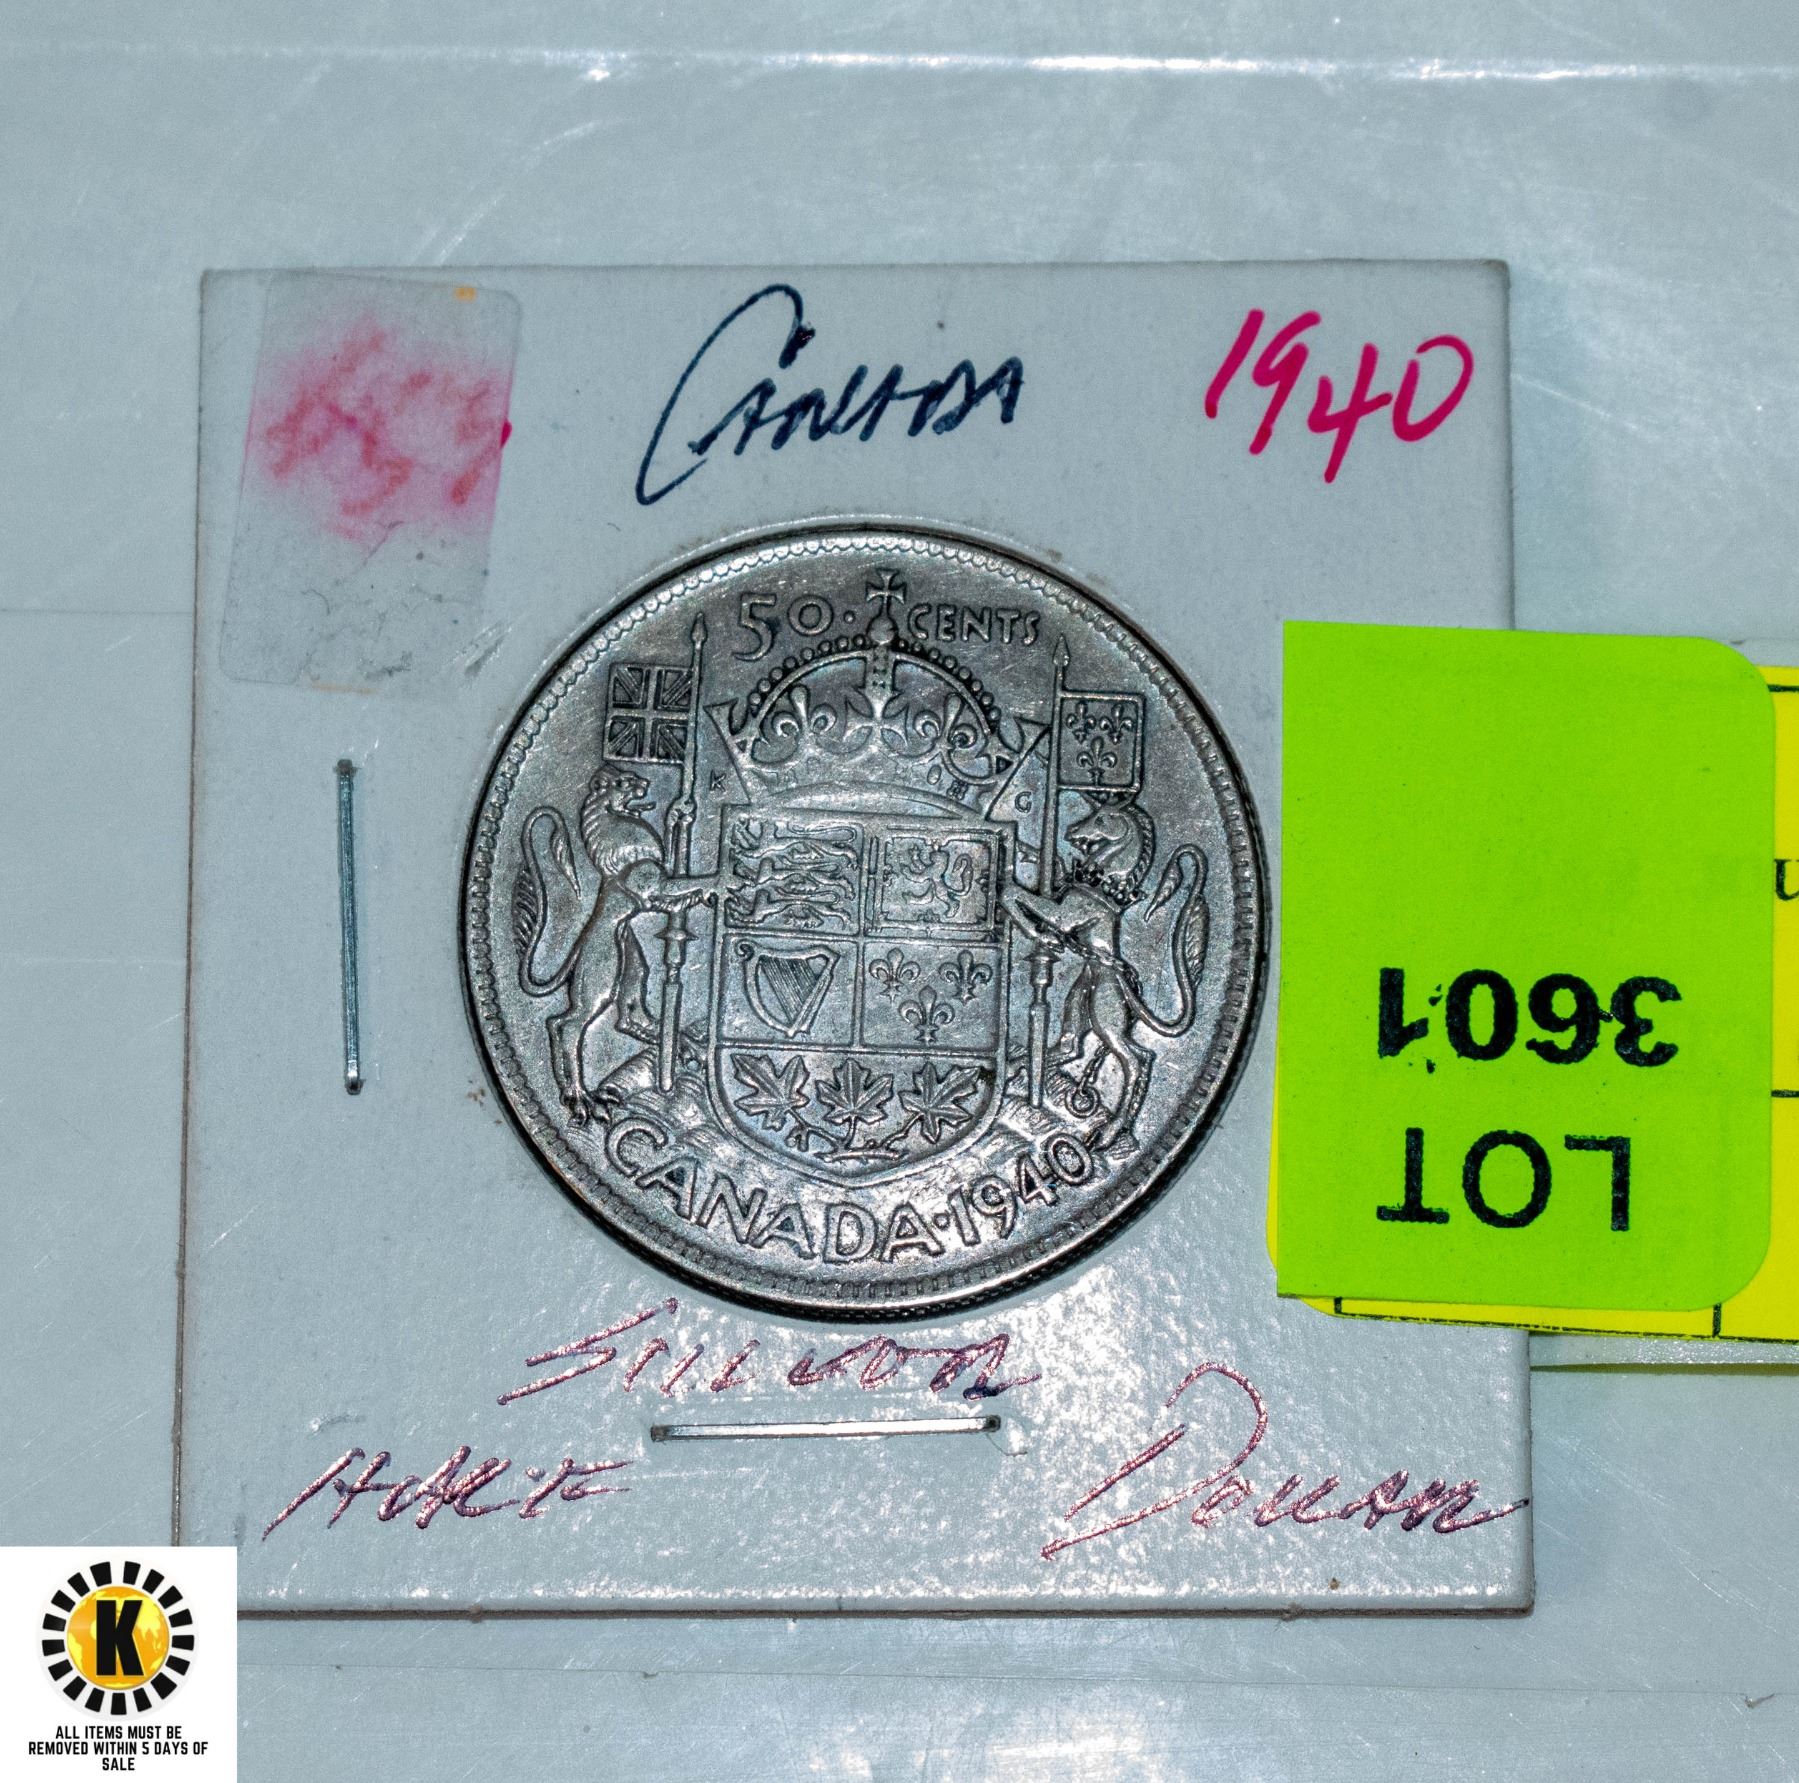 CANADA 1940
50 · CENTS
K G
CANADA · 1940
LOT
3601
SILVER
DOLLAR
K
ALL ITEMS MUST BE
REMOVED WITHIN 5 DAYS OF
SALE